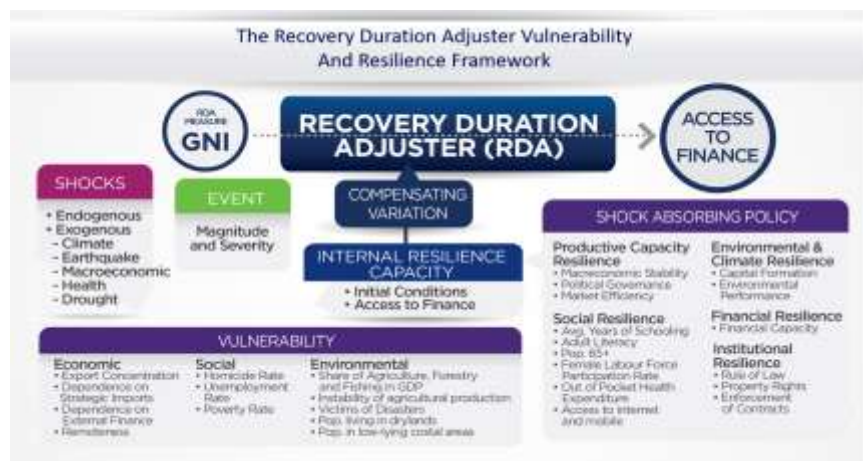 The Recovery Duration Adjuster Vulnerability
And Resilience Framework
RDA
MEASURE
GNI
RECOVERY DURATION
ADJUSTER (RDA)
ACCESS
TO
FINANCE
SHOCKS
• Endogenous
• Exogenous
– Climate
– Earthquake
– Macroeconomic
– Health
– Drought
EVENT
Magnitude
and Severity
COMPENSATING
VARIATION
INTERNAL RESILIENCE
CAPACITY
• Initial Conditions
• Access to Finance
SHOCK ABSORBING POLICY
Productive Capacity
Resilience
• Macroeconomic Stability
• Political Governance
• Market Efficiency
Social Resilience
• Avg. Years of Schooling
• Adult Literacy
• Pop. 65+
• Female Labour Force
Participation Rate
• Out of Pocket Health
Expenditure
• Access to Internet
and mobile
Environmental &
Climate Resilience
• Capital Formation
• Environmental
Performance
Financial Resilience
• Financial Capacity
Institutional
Resilience
• Rule of Law
• Property Rights
• Enforcement
of Contracts
VULNERABILITY
Economic
• Export Concentration
• Dependence on
Strategic Imports
• Dependence on
External Finance
• Remoteness
Social
• Homicide Rate
• Unemployment
Rate
• Poverty Rate
Environmental
• Share of Agriculture, Forestry
and Fishing in GDP
• Instability of agricultural production
• Victims of Disasters
• Pop. living in drylands
• Pop. in low-lying costal areas